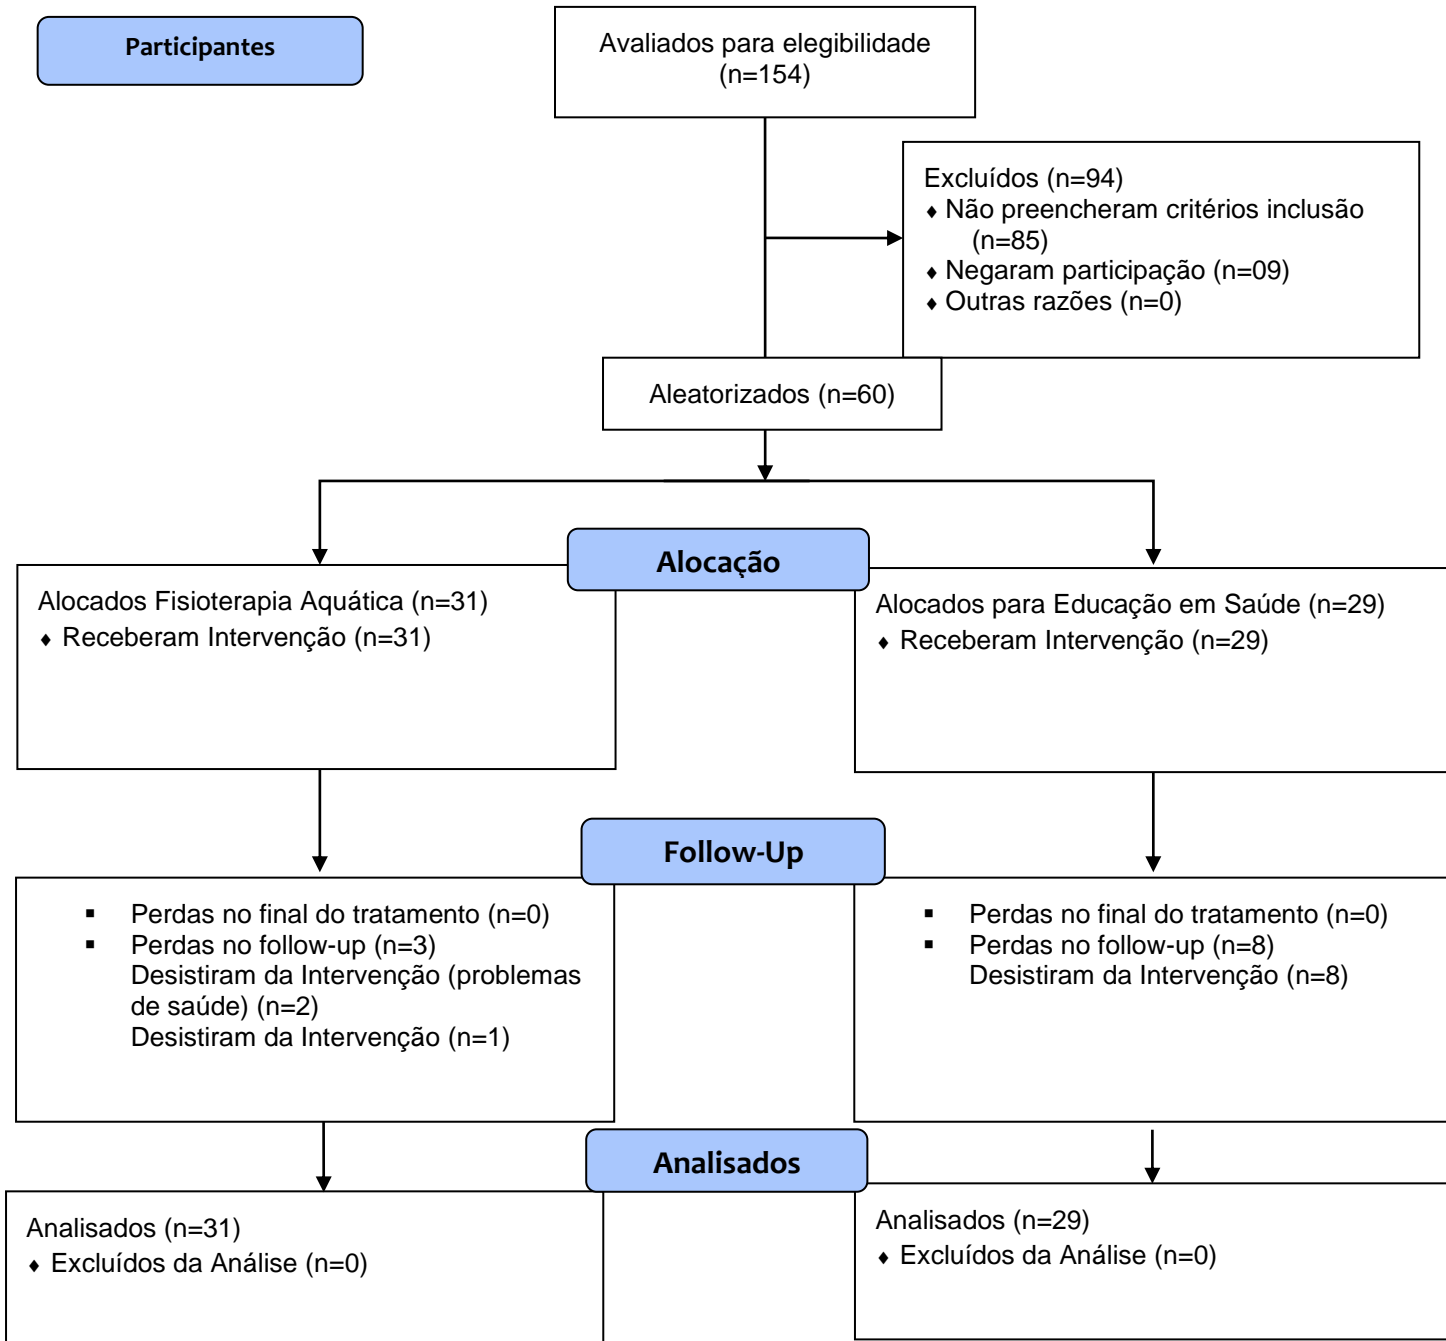 Participantes
Avaliados para elegibilidade
(n=154)
Excluídos (n=94)
♦ Não preencheram critérios inclusão
(n=85)
♦ Negaram participação (n=09)
♦ Outras razões (n=0)
Aleatorizados (n=60)
Alocação
Alocados Fisioterapia Aquática (n=31)
♦ Receberam Intervenção (n=31)
Alocados para Educação em Saúde (n=29)
♦ Receberam Intervenção (n=29)
Follow-Up
▪ Perdas no final do tratamento (n=0)
▪ Perdas no follow-up (n=3)
Desistiram da Intervenção (problemas
de saúde) (n=2)
Desistiram da Intervenção (n=1)
▪ Perdas no final do tratamento (n=0)
▪ Perdas no follow-up (n=8)
Desistiram da Intervenção (n=8)
Analisados
Analisados (n=31)
♦ Excluídos da Análise (n=0)
Analisados (n=29)
♦ Excluídos da Análise (n=0)